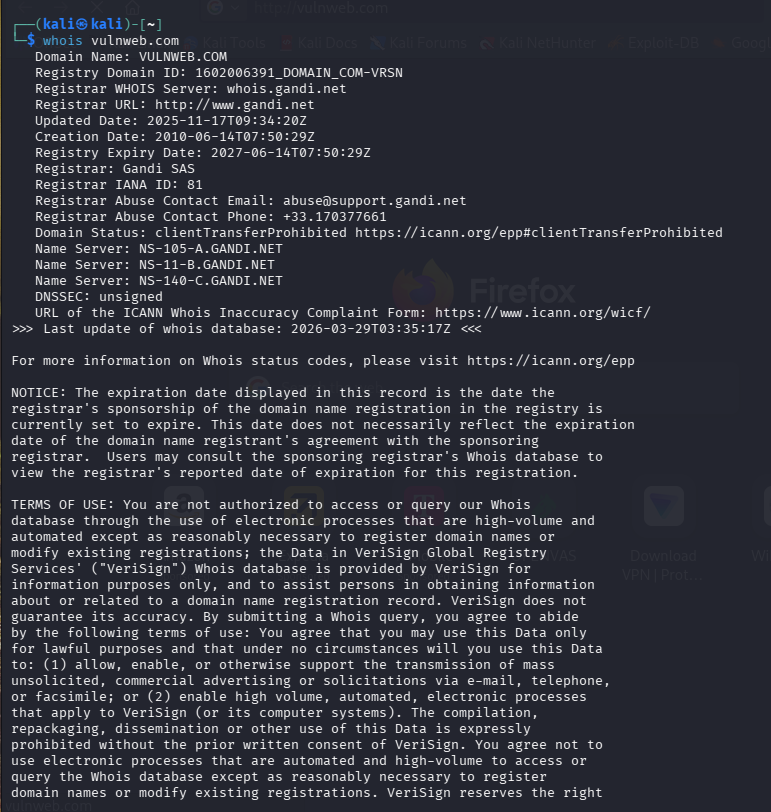 http://vulnweb.com
┌──(kali㉿kali)-[~]
└─$ whois vulnweb.com
Kali Tools Kali Docs Kali Forums Kali NetHunter Exploit-DB Goog
Domain Name: VULNWEB.COM
Registry Domain ID: 1602006391_DOMAIN_COM-VRSN
Registrar WHOIS Server: whois.gandi.net
Registrar URL: http://www.gandi.net
Updated Date: 2025-11-17T09:34:20Z
Creation Date: 2010-06-14T07:50:29Z
Registry Expiry Date: 2027-06-14T07:50:29Z
Registrar: Gandi SAS
Registrar IANA ID: 81
Registrar Abuse Contact Email: abuse@support.gandi.net
Registrar Abuse Contact Phone: +33.170377661
Domain Status: clientTransferProhibited https://icann.org/epp#clientTransferProhibited
Name Server: NS-105-A.GANDI.NET
Name Server: NS-11-B.GANDI.NET
Name Server: NS-140-C.GANDI.NET
Firefox
DNSSEC: unsigned
URL of the ICANN Whois Inaccuracy Complaint Form: https://www.icann.org/wicf/
>>> Last update of whois database: 2026-03-29T03:35:17Z <<<
For more information on Whois status codes, please visit https://icann.org/epp
NOTICE: The expiration date displayed in this record is the date the
registrar's sponsorship of the domain name registration in the registry is
currently set to expire. This date does not necessarily reflect the expiration
date of the domain name registrant's agreement with the sponsoring
registrar.  Users may consult the sponsoring registrar's Whois database to
view the registrar's reported date of expiration for this registration.
TERMS OF USE: You are not authorized to access or query our Whois
database through the use of electronic processes that are high-volume and
automated except as reasonably necessary to register domain names or
modify existing registrations; the Data in VeriSign Global Registry
Services' ("VeriSign") Whois database is provided by VeriSign for
information purposes only, and to assist persons in obtaining information
about or related to a domain name registration record. VeriSign does not
guarantee its accuracy. By submitting a Whois query, you agree to abide
by the following terms of use: You agree that you may use this Data only
for lawful purposes and that under no circumstances will you use this Data
to: (1) allow, enable, or otherwise support the transmission of mass
unsolicited, commercial advertising or solicitations via e-mail, telephone,
or facsimile; or (2) enable high volume, automated, electronic processes
that apply to VeriSign (or its computer systems). The compilation,
repackaging, dissemination or other use of this Data is expressly
prohibited without the prior written consent of VeriSign. You agree not to
use electronic processes that are automated and high-volume to access or
query the Whois database except as reasonably necessary to register
domain names or modify existing registrations. VeriSign reserves the right
Download
VPN | Prot...
vulnweb.com